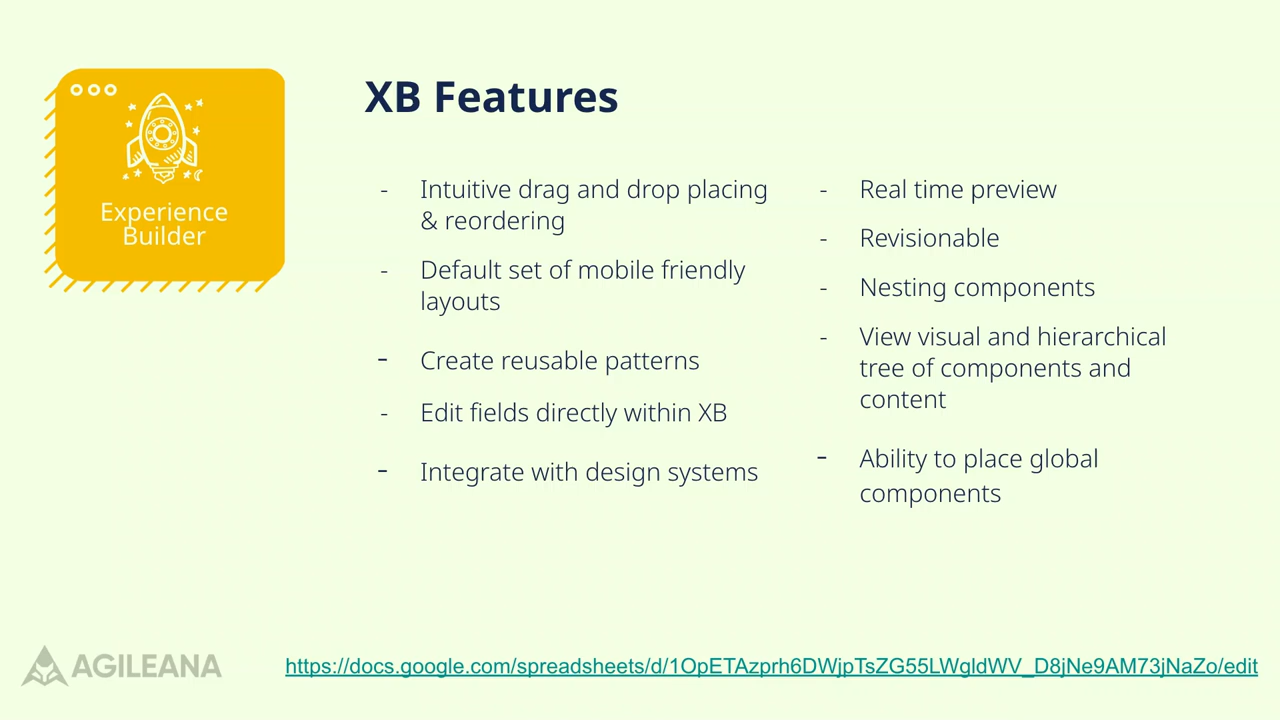 Experience
Builder
XB Features
- Intuitive drag and drop placing
& reordering
- Default set of mobile friendly
layouts
- Create reusable patterns
- Edit fields directly within XB
- Integrate with design systems
- Real time preview
- Revisionable
- Nesting components
- View visual and hierarchical
tree of components and
content
- Ability to place global
components
AGILEANA
https://docs.google.com/spreadsheets/d/1OpETAzprh6DWjpTsZG55LWgldWV_D8jNe9AM73jNaZo/edit